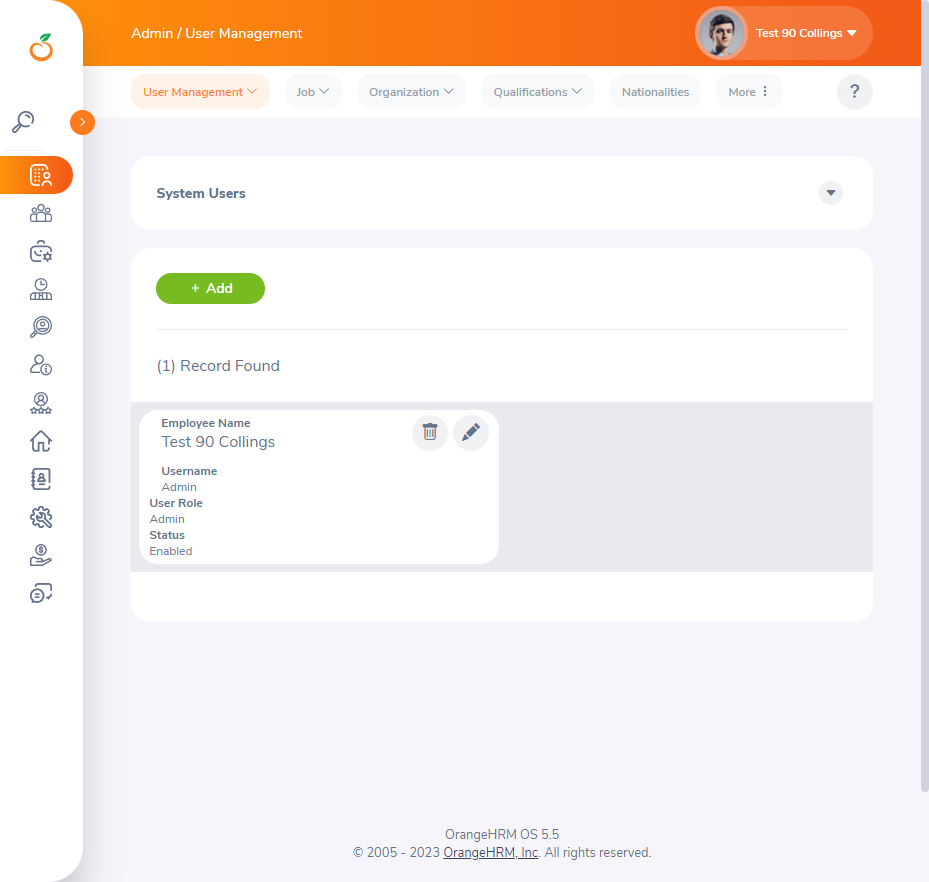 Admin / User Management
Test 90 Collings
User Management
Job
Organization
Qualifications
Nationalities
More
?
System Users
+ Add
(1) Record Found
Employee Name
Test 90 Collings
Username
Admin
User Role
Admin
Status
Enabled
OrangeHRM OS 5.5
© 2005 - 2023 OrangeHRM, Inc. All rights reserved.